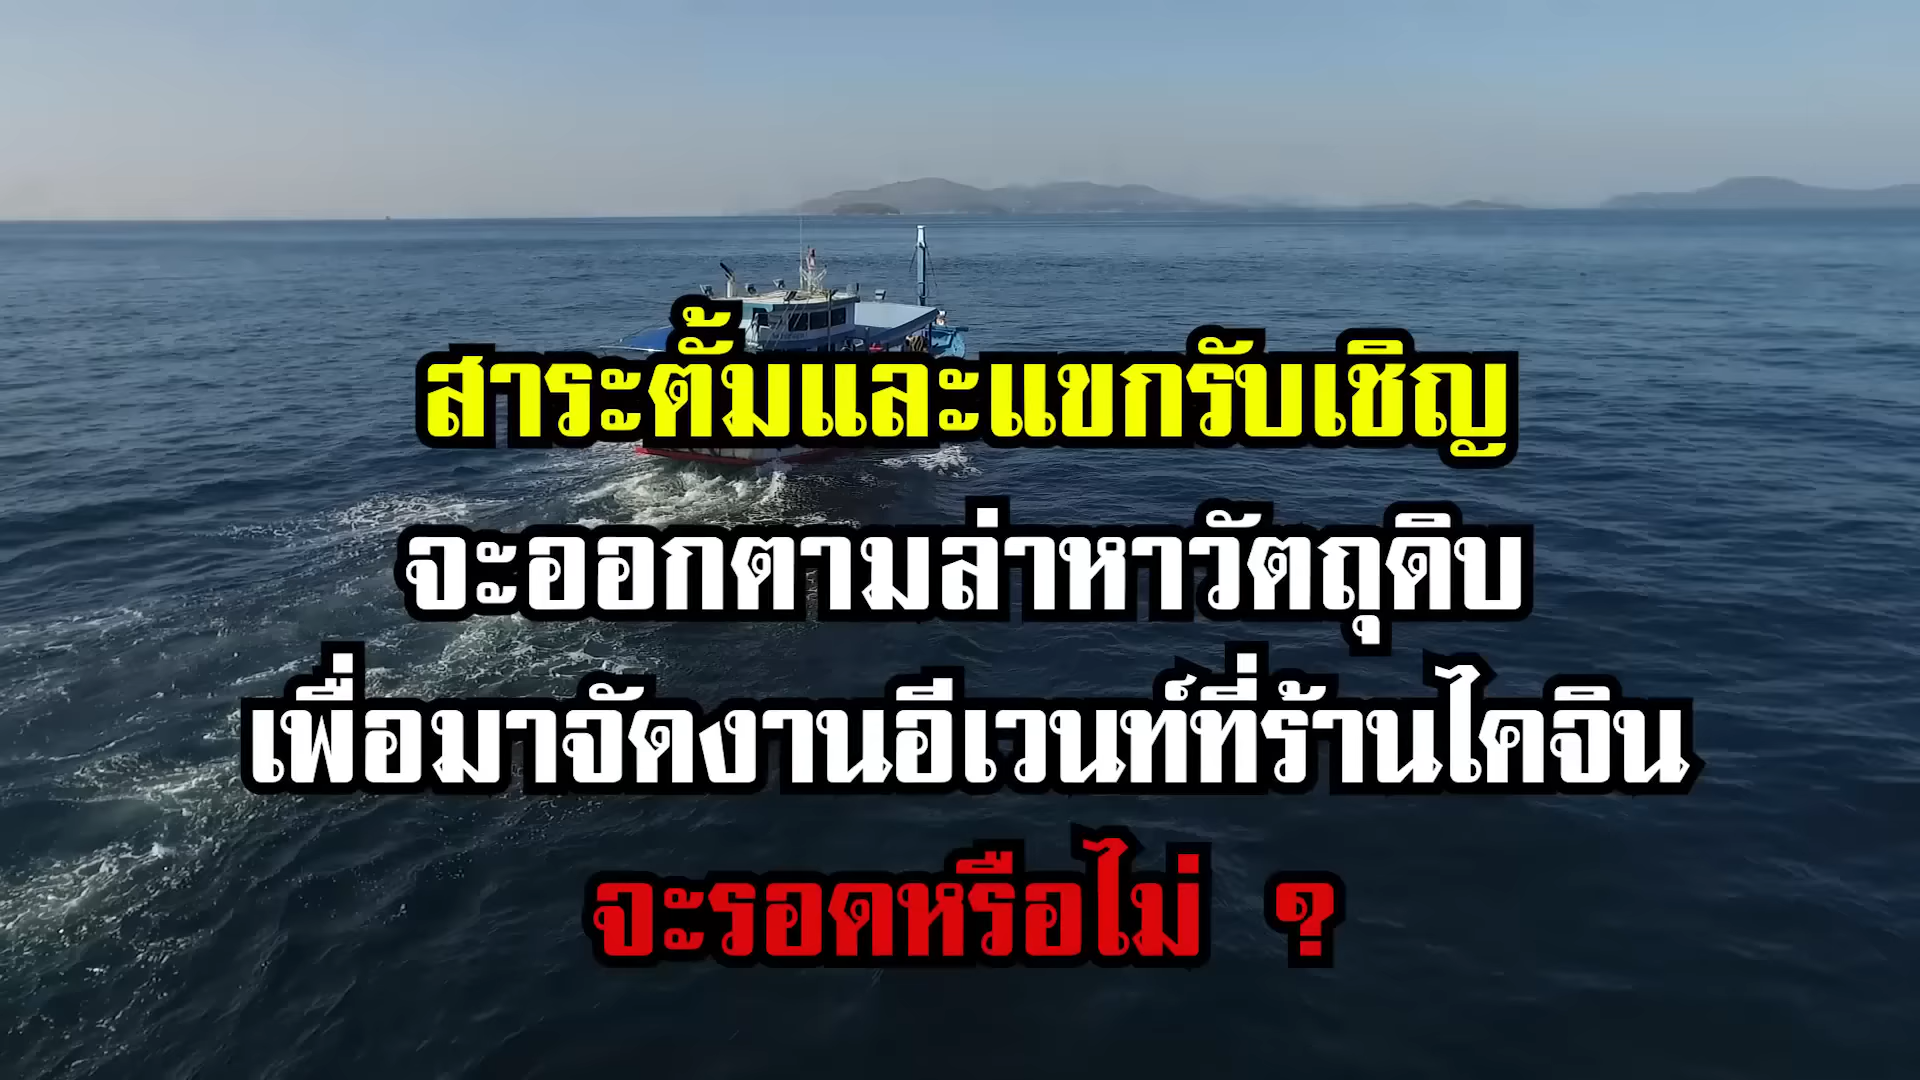 สาระตั้มและแขกรับเชิญ
จะออกตามล่าหาวัตถุดิบ
เพื่อมาจัดงานอีเวนท์ที่ร้านไคจิน
จะรอดหรือไม่ ?